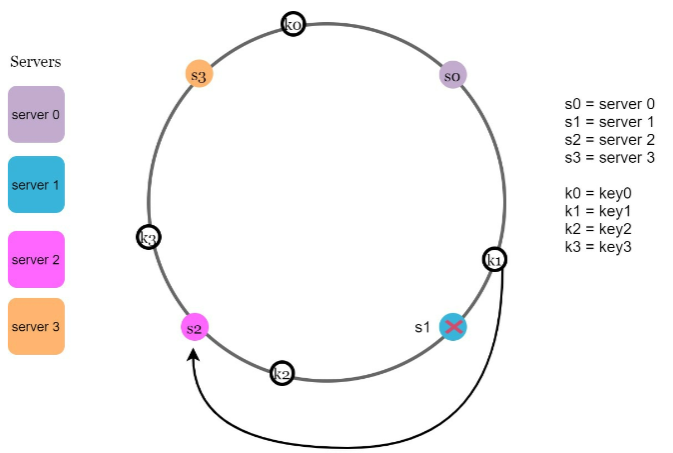 Servers
server 0
server 1
server 2
server 3
k0
s3
s0
k3
k1
s2
s1
k2
s0 = server 0
s1 = server 1
s2 = server 2
s3 = server 3
k0 = key0
k1 = key1
k2 = key2
k3 = key3